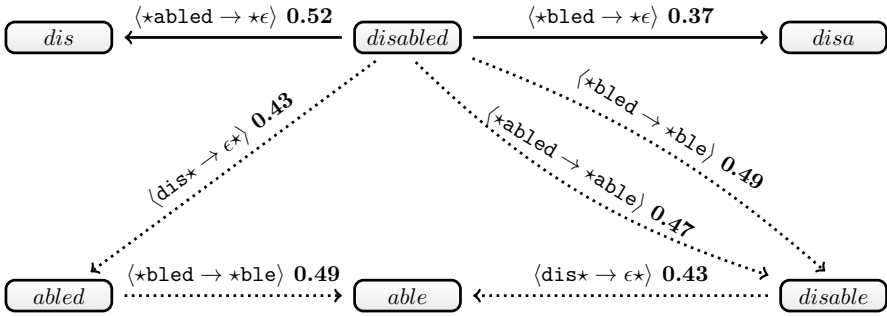 ⟨⋆abled → ⋆ϵ⟩ 0.52
⟨⋆bled → ⋆ϵ⟩ 0.37
dis
disabled
disa
⟨dis⋆ → ϵ⋆⟩ 0.43
⟨⋆abled → ⋆able⟩ 0.47
⟨⋆bled → ⋆ble⟩ 0.49
⟨⋆bled → ⋆ble⟩ 0.49
⟨dis⋆ → ϵ⋆⟩ 0.43
abled
able
disable